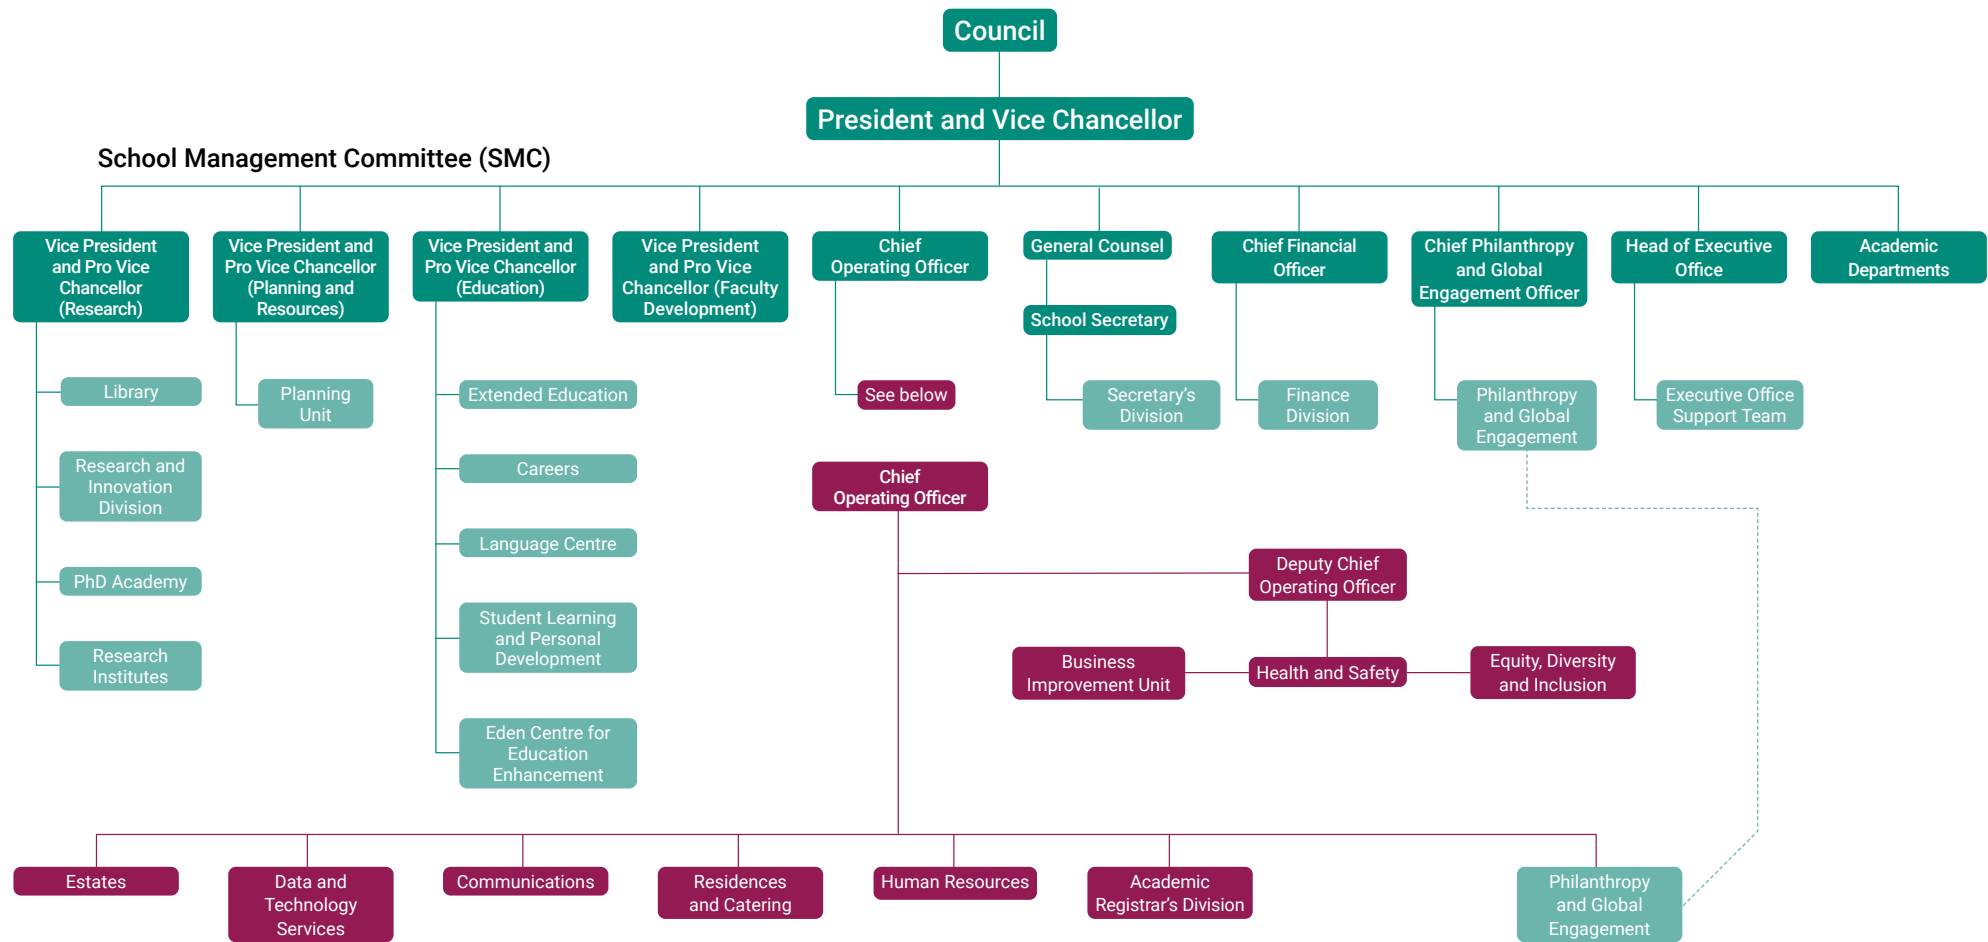 Council
President and Vice Chancellor
School Management Committee (SMC)
Vice President
and Pro Vice
Chancellor
(Research)
Vice President and
Pro Vice Chancellor
(Planning and
Resources)
Vice President and
Pro Vice Chancellor
(Education)
Vice President
and Pro Vice
Chancellor (Faculty
Development)
Chief
Operating Officer
General Counsel
School Secretary
Chief Financial
Officer
Chief Philanthropy
and Global
Engagement Officer
Head of Executive
Office
Academic
Departments
Library
Research and
Innovation
Division
PhD Academy
Research
Institutes
Planning
Unit
Extended Education
Careers
Language Centre
Student Learning
and Personal
Development
Eden Centre for
Education
Enhancement
See below
Secretary’s
Division
Finance
Division
Philanthropy
and Global
Engagement
Executive Office
Support Team
Chief
Operating Officer
Deputy Chief
Operating Officer
Business
Improvement Unit
Health and Safety
Equity, Diversity
and Inclusion
Estates
Data and
Technology
Services
Communications
Residences
and Catering
Human Resources
Academic
Registrar’s Division
Philanthropy
and Global
Engagement